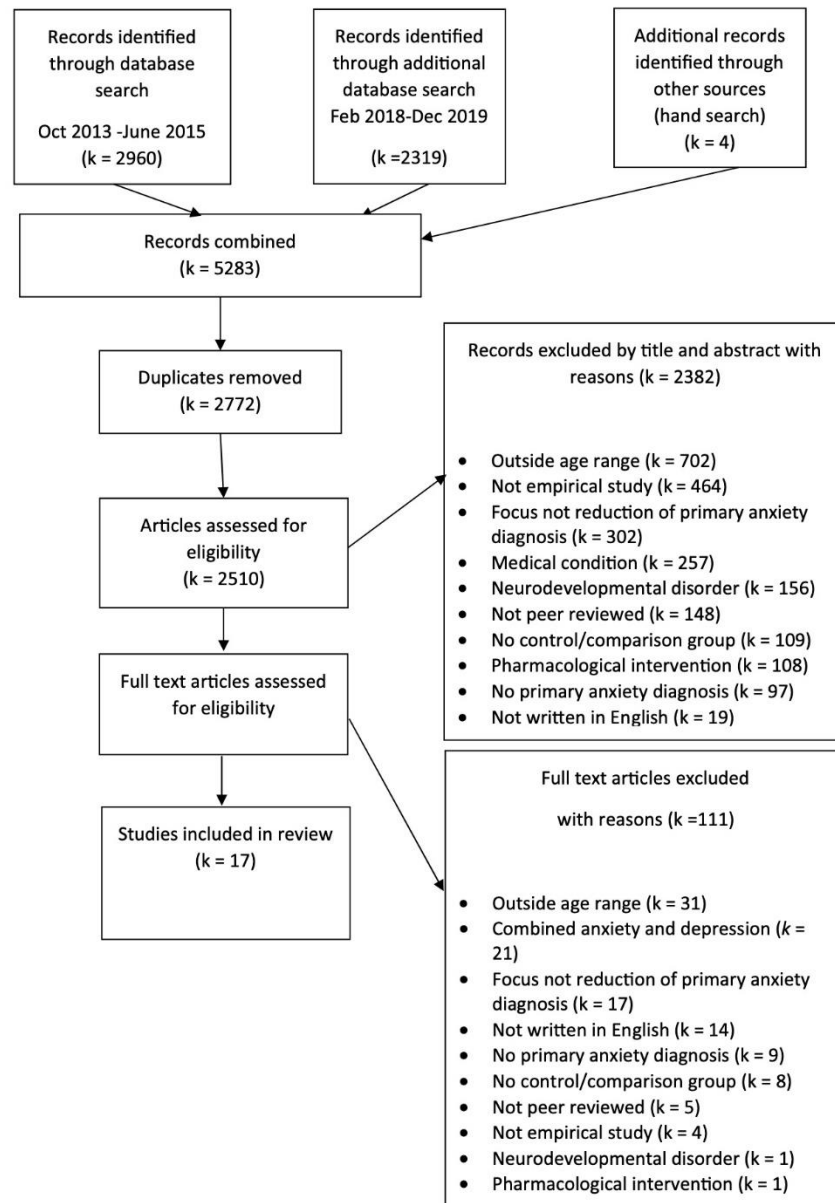 Records identified
through database
search
Oct 2013 -June 2015
(k = 2960)
Records identified
through additional
database search
Feb 2018-Dec 2019
(k =2319)
Additional records
identified through
other sources
(hand search)
(k = 4)
Records combined
(k = 5283)
Duplicates removed
(k = 2772)
Records excluded by title and abstract with
reasons (k = 2382)
• Outside age range (k = 702)
• Not empirical study (k = 464)
• Focus not reduction of primary anxiety
diagnosis (k = 302)
• Medical condition (k = 257)
• Neurodevelopmental disorder (k = 156)
• Not peer reviewed (k = 148)
• No control/comparison group (k = 109)
• Pharmacological intervention (k = 108)
• No primary anxiety diagnosis (k = 97)
• Not written in English (k = 19)
Articles assessed for
eligibility
(k = 2510)
Full text articles assessed
for eligibility
Full text articles excluded
with reasons (k =111)
• Outside age range (k = 31)
• Combined anxiety and depression (k =
21)
• Focus not reduction of primary anxiety
diagnosis (k = 17)
• Not written in English (k = 14)
• No primary anxiety diagnosis (k = 9)
• No control/comparison group (k = 8)
• Not peer reviewed (k = 5)
• Not empirical study (k = 4)
• Neurodevelopmental disorder (k = 1)
• Pharmacological intervention (k = 1)
Studies included in review
(k = 17)